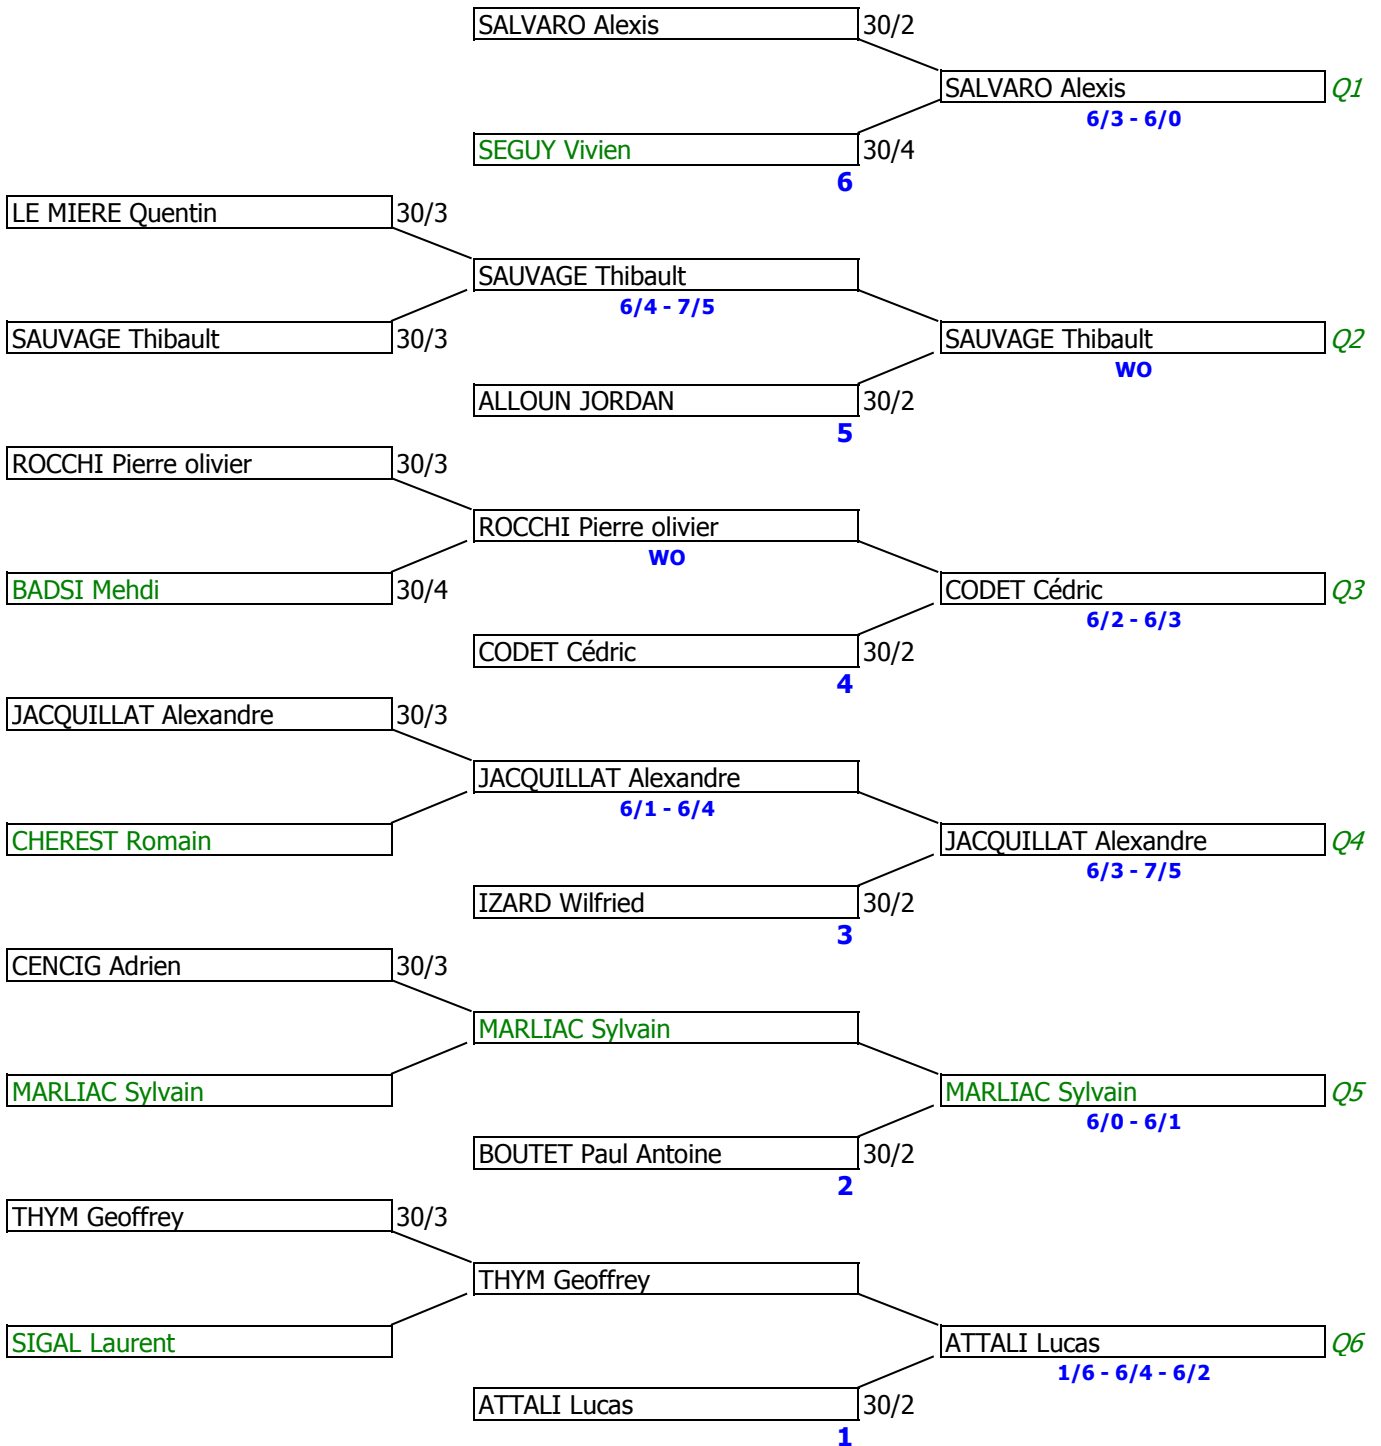 SALVARO Alexis 30/2
SALVARO Alexis Q1
6/3 - 6/0
SEGUY Vivien 30/4
6
LE MIERE Quentin 30/3
SAUVAGE Thibault
6/4 - 7/5
SAUVAGE Thibault 30/3
SAUVAGE Thibault Q2
WO
ALLOUN JORDAN 30/2
5
ROCCHI Pierre olivier 30/3
ROCCHI Pierre olivier
WO
BADSI Mehdi 30/4
CODET Cédric Q3
6/2 - 6/3
CODET Cédric 30/2
4
JACQUILLAT Alexandre 30/3
JACQUILLAT Alexandre
6/1 - 6/4
CHEREST Romain
JACQUILLAT Alexandre Q4
6/3 - 7/5
IZARD Wilfried 30/2
3
CENCIG Adrien 30/3
MARLIAC Sylvain
MARLIAC Sylvain
MARLIAC Sylvain Q5
6/0 - 6/1
BOUTET Paul Antoine 30/2
2
THYM Geoffrey 30/3
THYM Geoffrey
SIGAL Laurent
ATTALI Lucas Q6
1/6 - 6/4 - 6/2
ATTALI Lucas 30/2
1